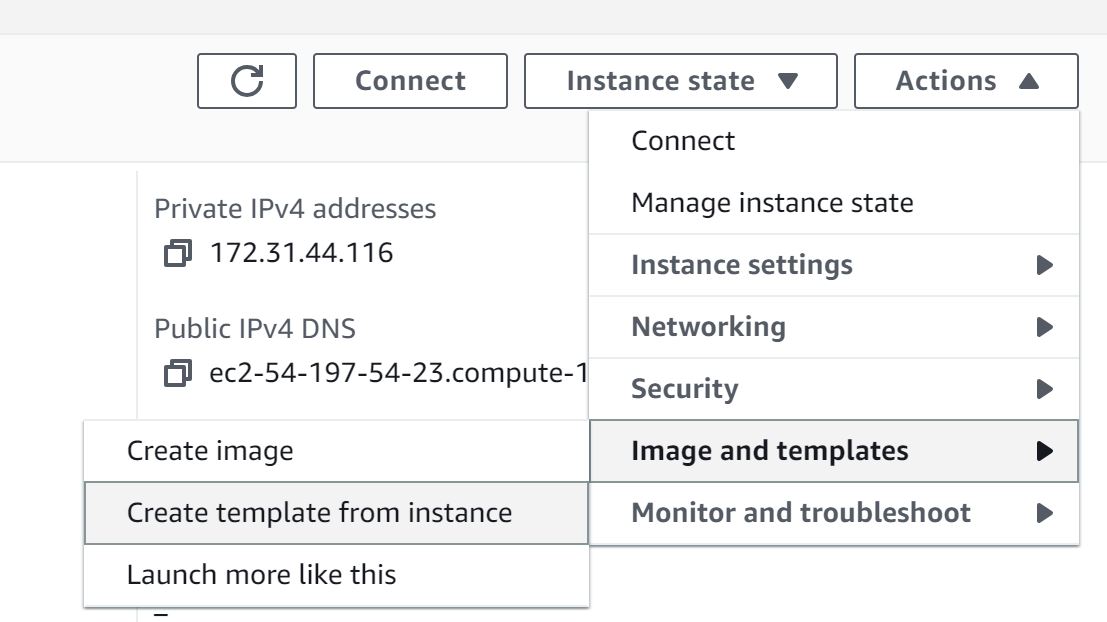 Connect
Instance state
Actions
Connect
Manage instance state
Instance settings
Networking
Security
Image and templates
Monitor and troubleshoot
Private IPv4 addresses
172.31.44.116
Public IPv4 DNS
ec2-54-197-54-23.compute-1
Create image
Create template from instance
Launch more like this
–